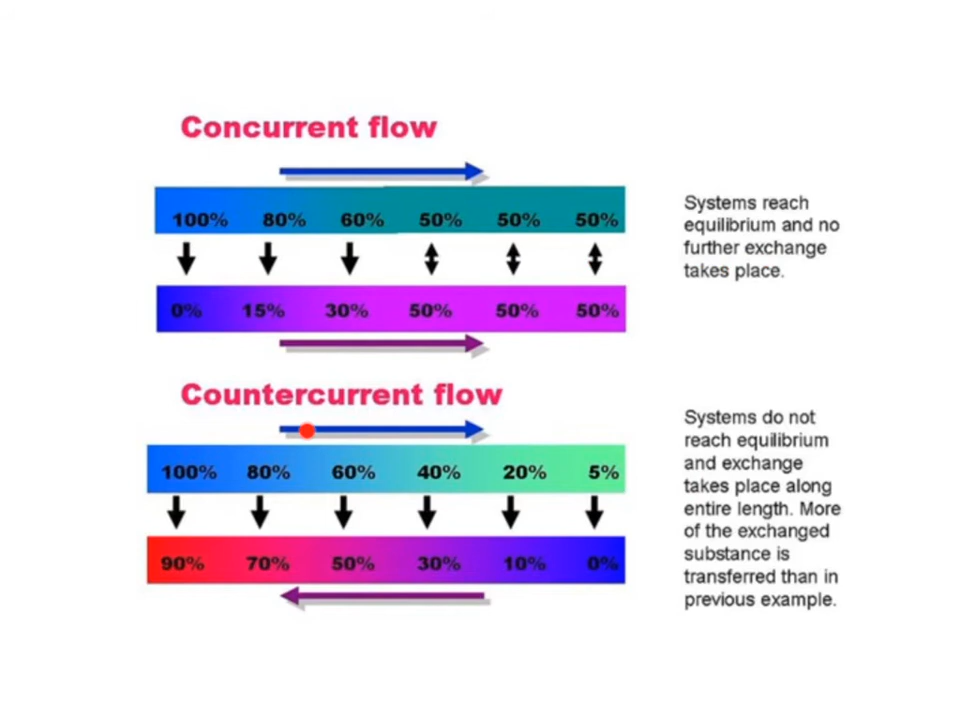 Concurrent flow
100% 80% 60% 50% 50% 50%
0% 15% 30% 50% 50% 50%
Systems reach
equilibrium and no
further exchange
takes place.
Countercurrent flow
100% 80% 60% 40% 20% 5%
90% 70% 50% 30% 10% 0%
Systems do not
reach equilibrium
and exchange
takes place along
entire length. More
of the exchanged
substance is
transferred than in
previous example.